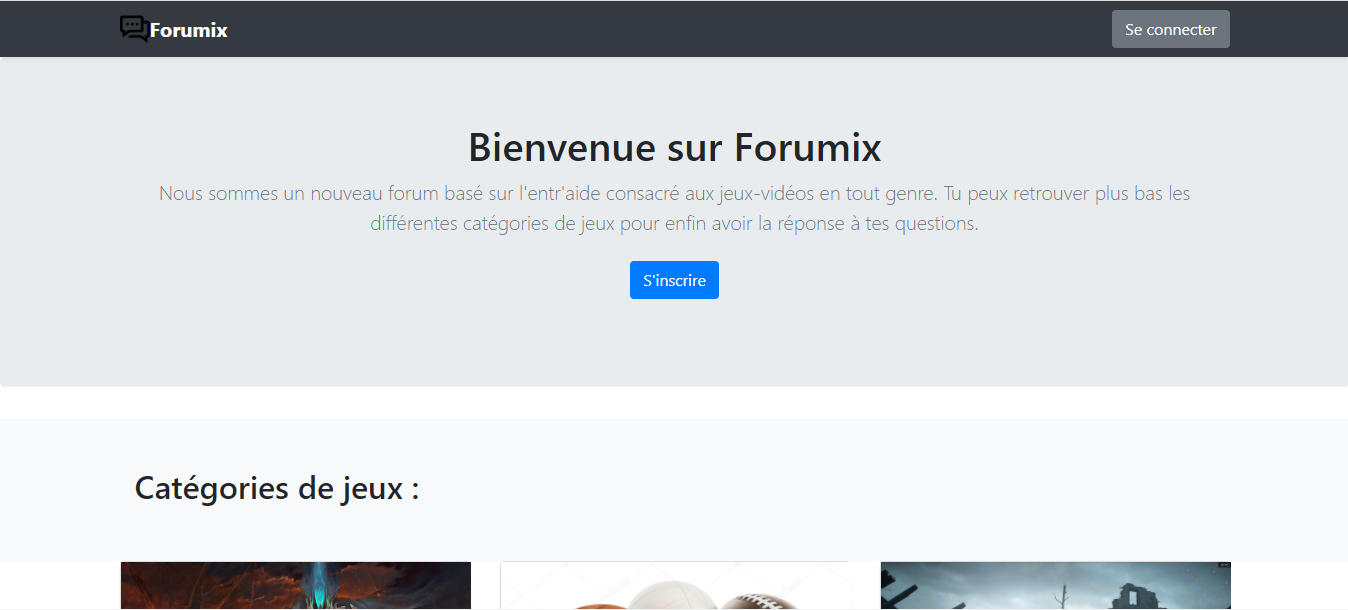 Forumix
Se connecter
Bienvenue sur Forumix
Nous sommes un nouveau forum basé sur l'entr'aide consacré aux jeux-vidéos en tout genre. Tu peux retrouver plus bas les
différentes catégories de jeux pour enfin avoir la réponse à tes questions.
S'inscrire
Catégories de jeux :